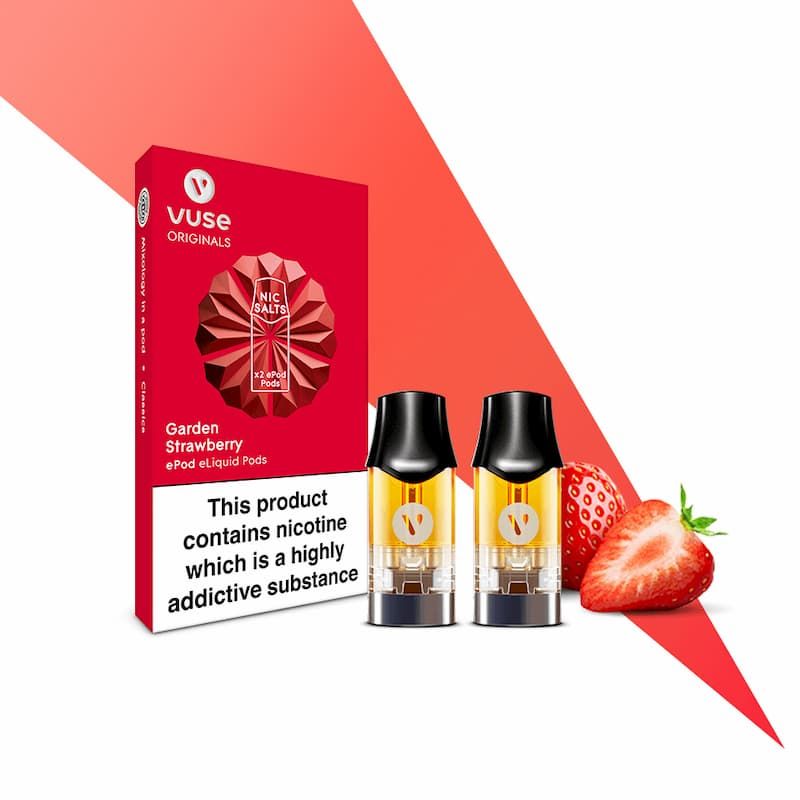 VUSE
ORIGINALS
NIC
SALTS
x2 ePod
Pods
Garden
Strawberry
ePod eLiquid Pods
This product
contains nicotine
which is a highly
addictive substance
Mixology in a pod • Classics